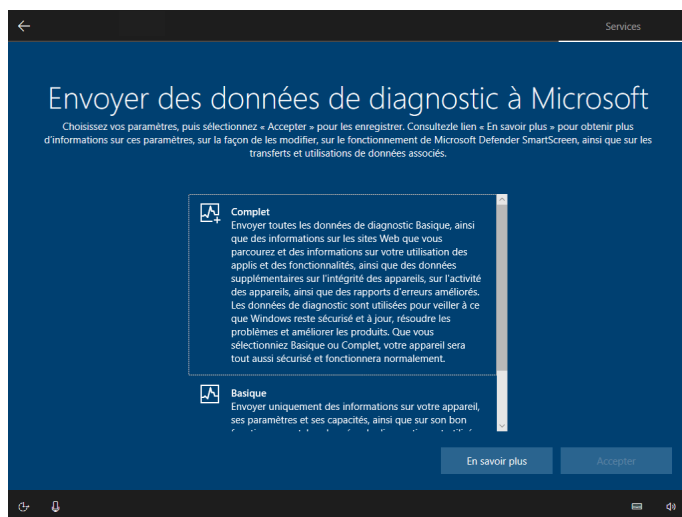 Services
Envoyer des données de diagnostic à Microsoft
Choisissez vos paramètres, puis sélectionnez « Accepter » pour les enregistrer. Consultezle lien « En savoir plus » pour obtenir plus
d'informations sur ces paramètres, sur la façon de les modifier, sur le fonctionnement de Microsoft Defender SmartScreen, ainsi que sur les
transferts et utilisations de données associés.
Complet
Envoyer toutes les données de diagnostic Basique, ainsi
que des informations sur les sites Web que vous
parcourez et des informations sur votre utilisation des
applis et des fonctionnalités, ainsi que des données
supplémentaires sur l'intégrité des appareils, sur l'activité
des appareils, ainsi que des rapports d'erreurs améliorés.
Les données de diagnostic sont utilisées pour veiller à ce
que Windows reste sécurisé et à jour, résoudre les
problèmes et améliorer les produits. Que vous
sélectionniez Basique ou Complet, votre appareil sera
tout aussi sécurisé et fonctionnera normalement.
Basique
Envoyer uniquement des informations sur votre appareil,
ses paramètres et ses capacités, ainsi que sur son bon
En savoir plus
Accepter